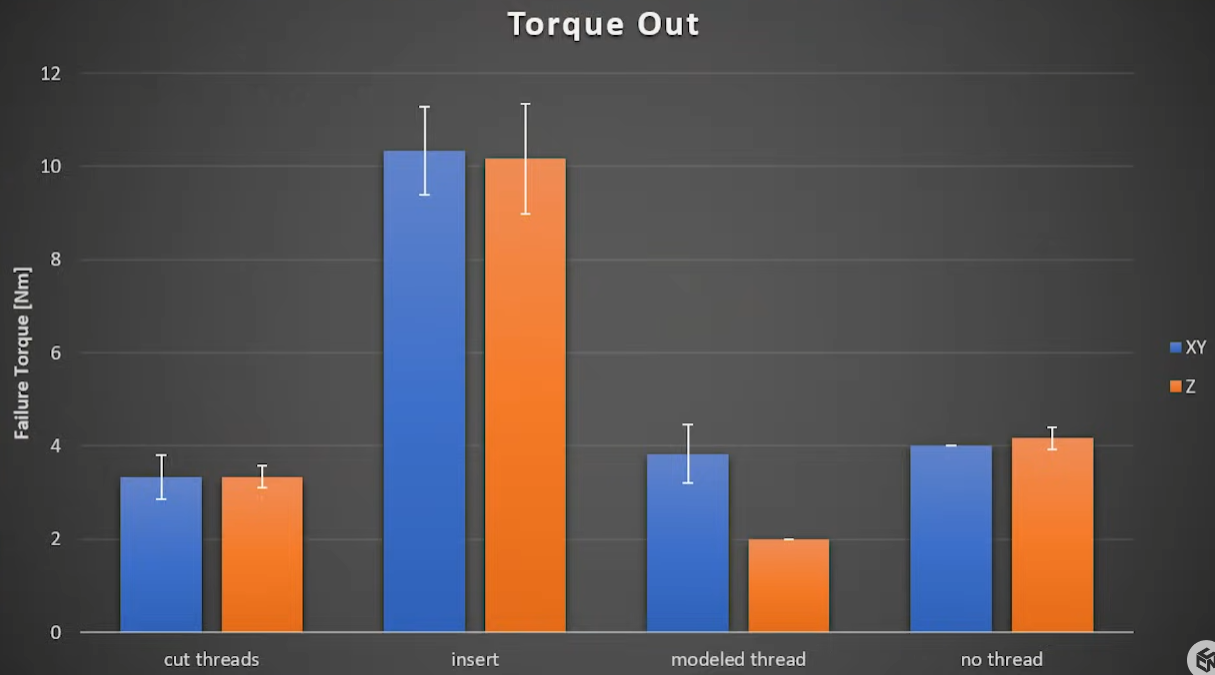 Torque Out
12
10
8
6
4
2
0
Failure Torque [Nm]
cut threads
insert
modeled thread
no thread
XY
Z